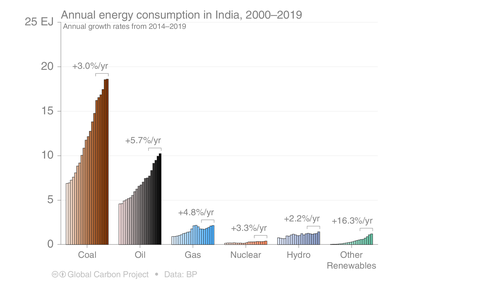 Annual energy consumption in India, 2000–2019
Annual growth rates from 2014–2019
25 EJ
20
15
10
5
0
+3.0%/yr
+5.7%/yr
+4.8%/yr
+3.3%/yr
+2.2%/yr
+16.3%/yr
Coal
Oil
Gas
Nuclear
Hydro
Other
Renewables
Global Carbon Project • Data: BP